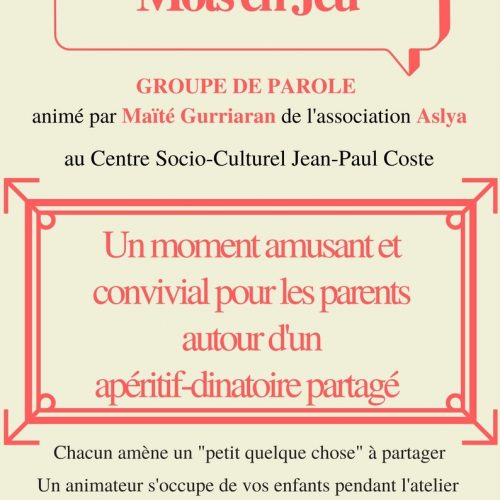 Mots en Jeu
GROUPE DE PAROLE
animé par Maïté Gurriaran de l'association Aslya
au Centre Socio-Culturel Jean-Paul Coste
Un moment amusant et
convivial pour les parents
autour d'un
apéritif-dinatoire partagé
Chacun amène un "petit quelque chose" à partager
Un animateur s'occupe de vos enfants pendant l'atelier